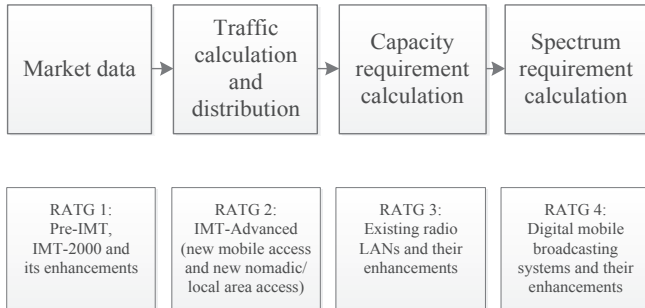 Market data
Traffic
calculation
and
distribution
Capacity
requirement
calculation
Spectrum
requirement
calculation
RATG 1:
Pre-IMT,
IMT-2000 and
its enhancements
RATG 2:
IMT-Advanced
(new mobile access
and new nomadic/
local area access)
RATG 3:
Existing radio
LANs and their
enhancements
RATG 4:
Digital mobile
broadcasting
systems and their
enhancements